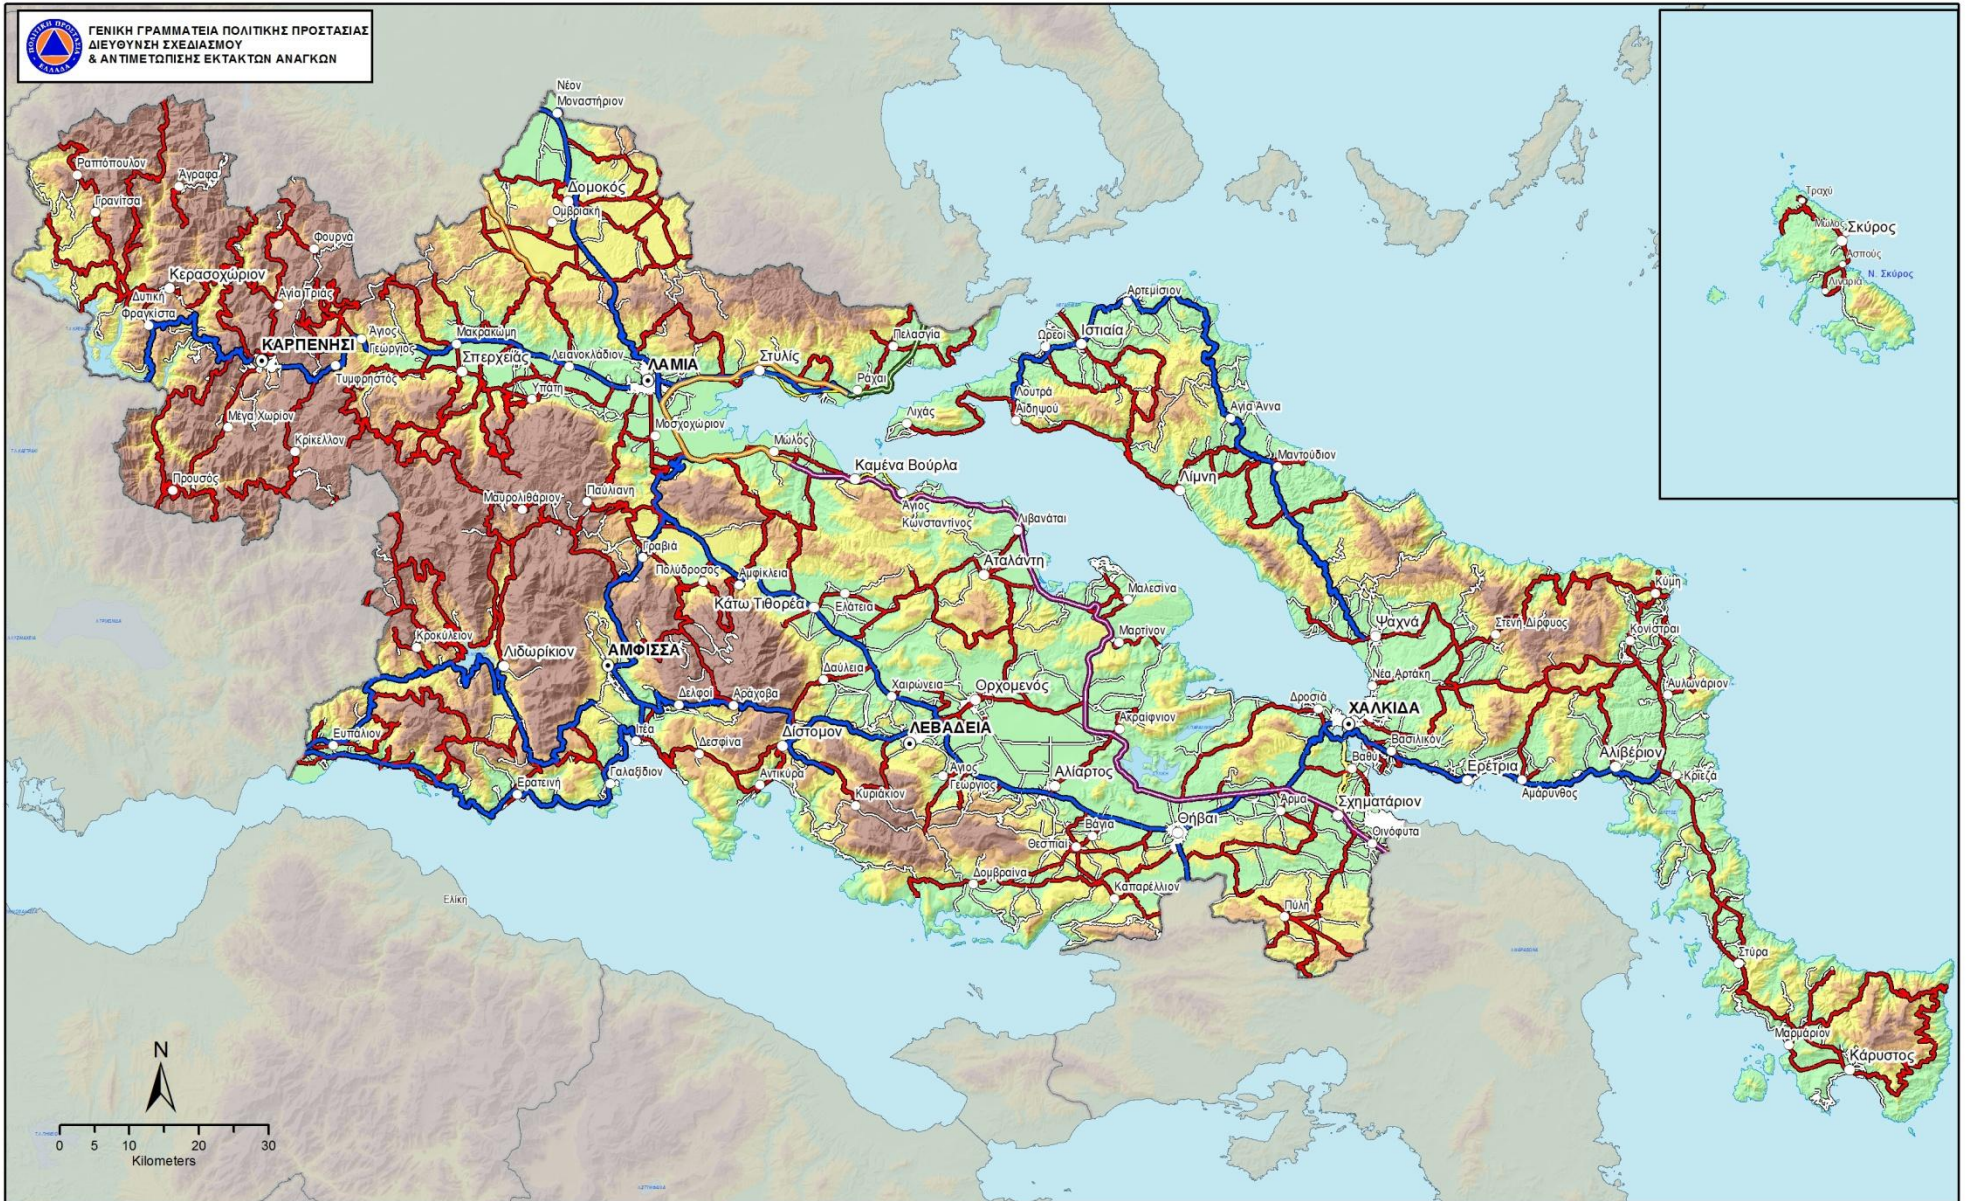 ΓΕΝΙΚΗ ΓΡΑΜΜΑΤΕΙΑ ΠΟΛΙΤΙΚΗΣ ΠΡΟΣΤΑΣΙΑΣ
ΔΙΕΥΘΥΝΣΗ ΣΧΕΔΙΑΣΜΟΥ
& ΑΝΤΙΜΕΤΩΠΙΣΗΣ ΕΚΤΑΚΤΩΝ ΑΝΑΓΚΩΝ
ΠΟΛΙΤΙΚΗ ΠΡΟΣΤΑΣΙΑ
ΕΛΛΑΔΑ
Νέον
Μοναστήριον
Ραπτόπουλον
Άγραφα
Γρανίτσα
Δομοκός
Ομβριακή
Φουρνά
Κερασοχώριον
Δυτική
Φραγκίστα
Αγία Τριάς
ΚΑΡΠΕΝΗΣΙ
Άγιος
Γεώργιος
Τυμφρηστός
Μακρακώμη
Σπερχειάς
Λειανοκλάδιον
Υπάτη
ΛΑΜΙΑ
Στυλίς
Πελασγία
Ράχαι
Μέγα Χωρίον
Κρίκελλον
Προυσός
Μοσχοχώριον
Μώλος
Καμένα Βούρλα
Άγιος
Κωνσταντίνος
Λιβανάται
Λιχάς
Ωρεοί
Ιστιαία
Αρτεμίσιον
Λουτρά
Αιδηψού
Αγία Άννα
Μαντούδιον
Λίμνη
Τραχύ
Μώλος
Σκύρος
Ασπούς
Λιναριά
Ν. Σκύρος
Μαυρολιθάριον
Παύλιανη
Γραβιά
Πολύδροσος
Αμφίκλεια
Κάτω Τιθορέα
Ελάτεια
Αταλάντη
Μαλεσίνα
Μαρτίνον
Κροκύλειον
Λιδωρίκιον
ΑΜΦΙΣΣΑ
Δελφοί
Αράχοβα
Δαύλεια
Χαιρώνεια
Ορχομενός
Ακραίφνιον
Ψαχνά
Στενή Δίρφυος
Κύμη
Κονίστραι
Νέα Αρτάκη
Αυλωνάριον
Δροσιά
ΧΑΛΚΙΔΑ
Βασιλικόν
Βαθύ
Ερέτρια
Αμάρυνθος
Αλιβέριον
Κριεζά
Ευπάλιον
Ιτέα
Δεσφίνα
Δίστομον
ΛΕΒΑΔΕΙΑ
Γαλαξίδιον
Ερατεινή
Αντίκυρα
Κυριάκιον
Άγιος
Γεώργιος
Αλίαρτος
Θήβαι
Άρμα
Σχηματάριον
Οινόφυτα
Βάγια
Θεσπιαί
Δομβραίνα
Καπαρέλλιον
Πύλη
Ελίκη
Στύρα
Μαρμάριον
Κάρυστος
N
0 5 10 20 30
Kilometers